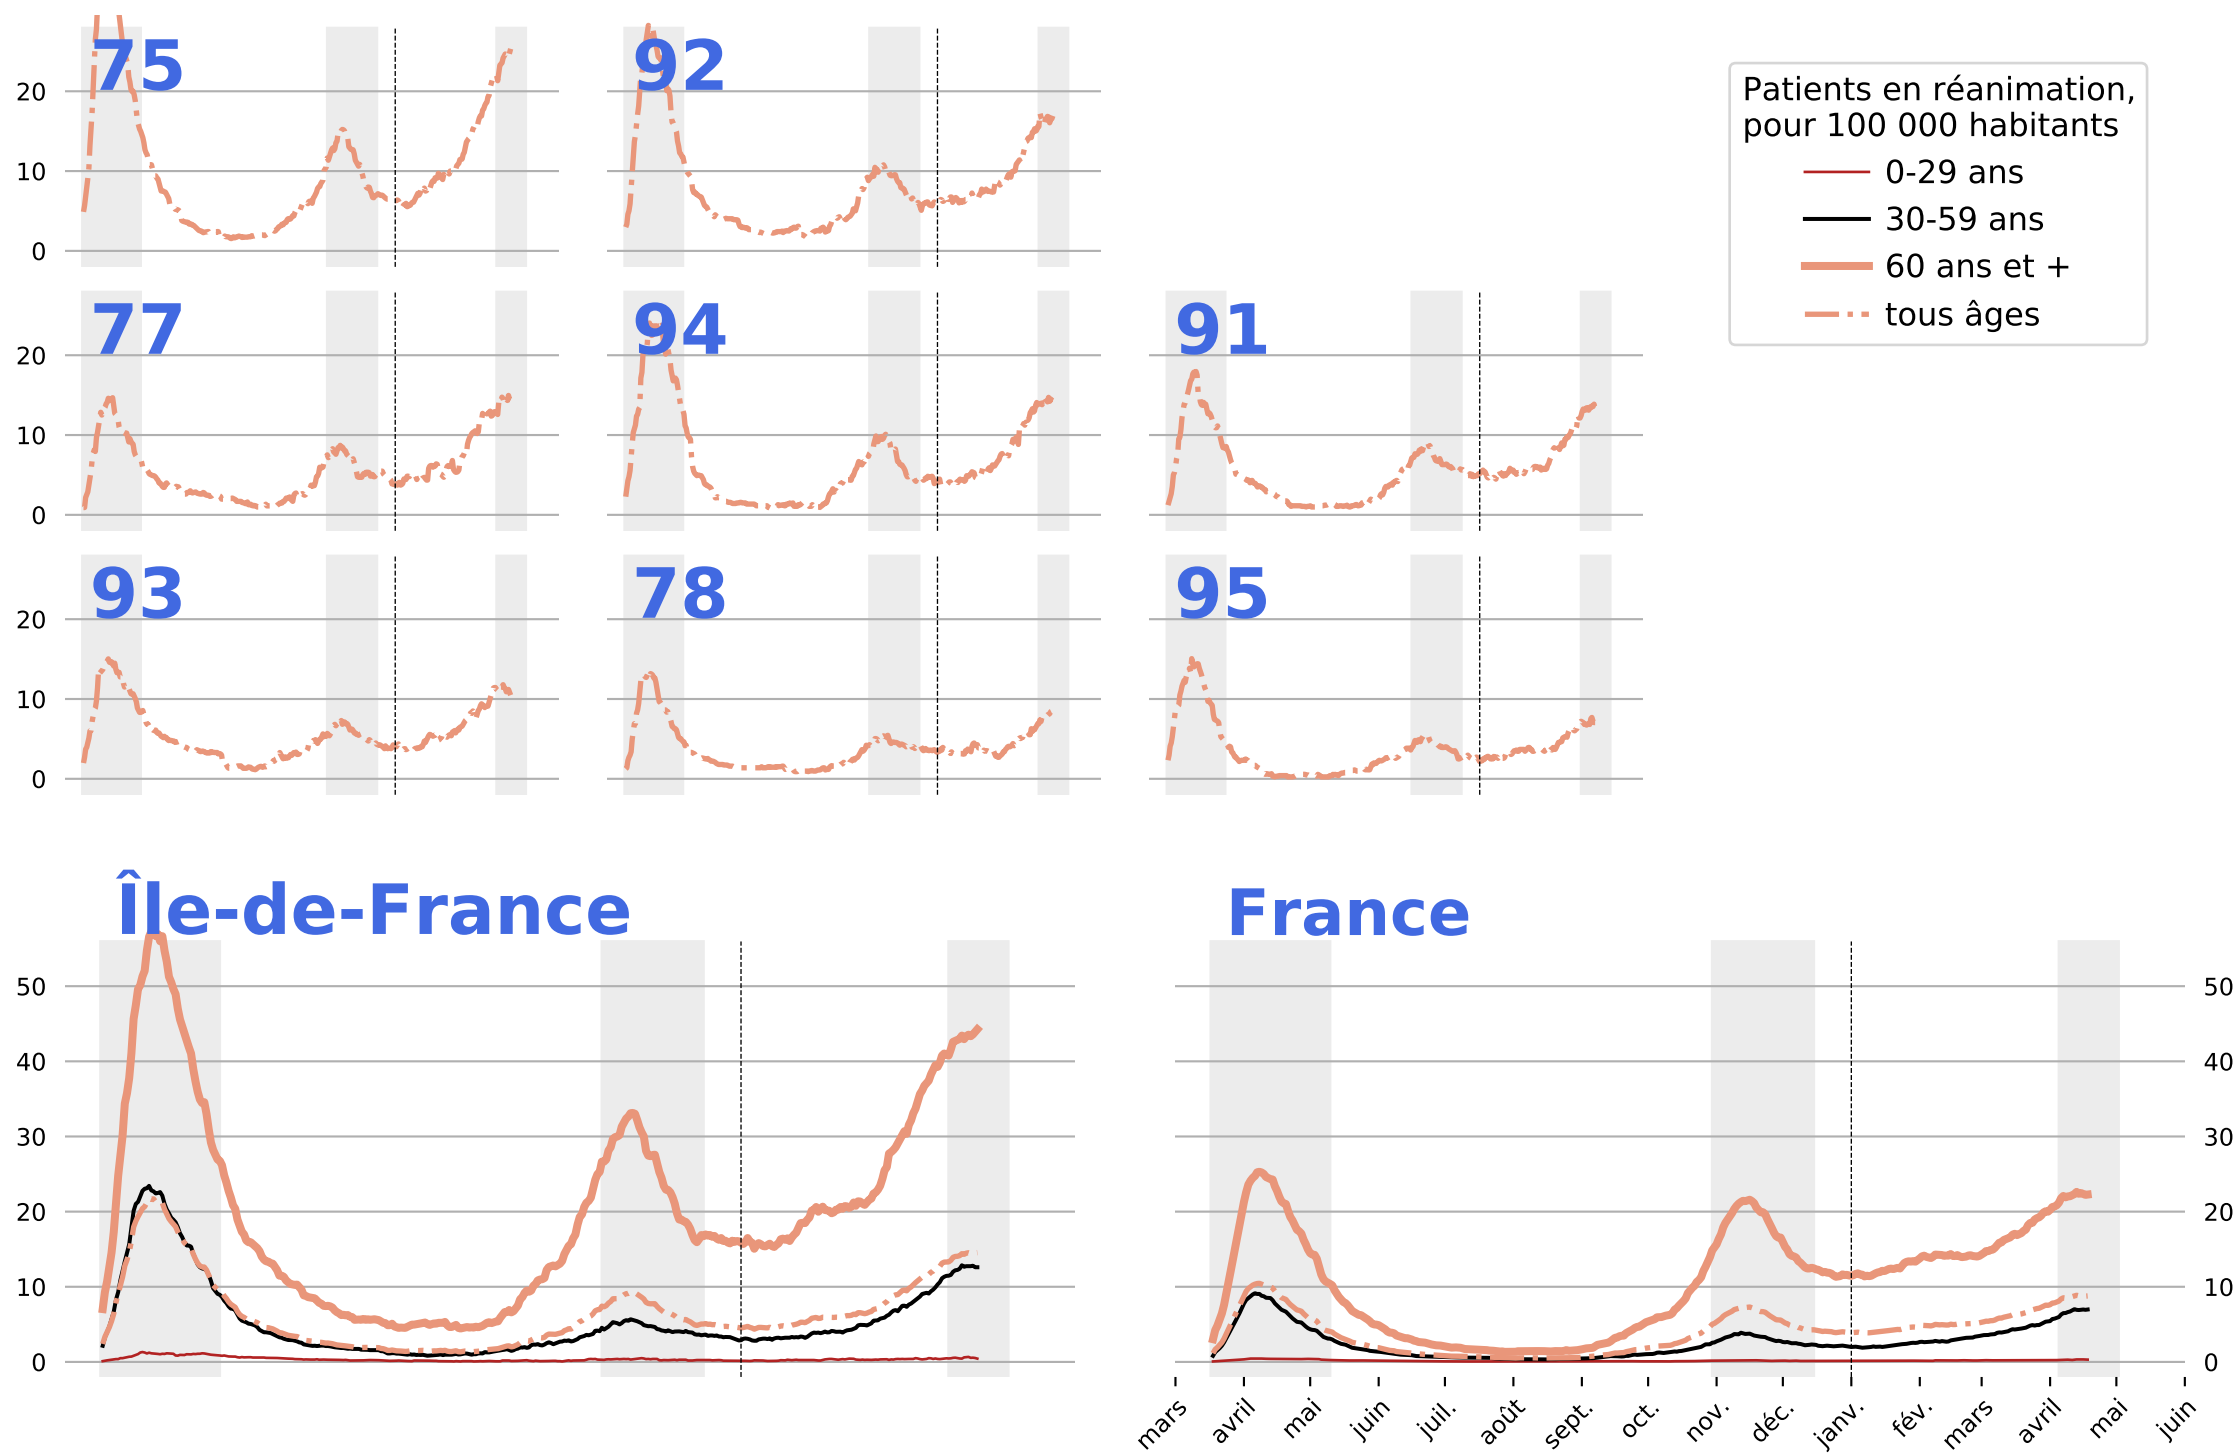 75
92
20
10
0
Patients en réanimation,
pour 100 000 habitants
0-29 ans
30-59 ans
60 ans et +
tous âges
77
94
91
20
10
0
93
78
95
20
10
0
Île-de-France
France
50
40
30
20
10
0
50
40
30
20
10
0
mars
avril
mai
juin
juil.
août
sept.
oct.
nov.
déc.
janv.
fév.
mars
avril
mai
juin